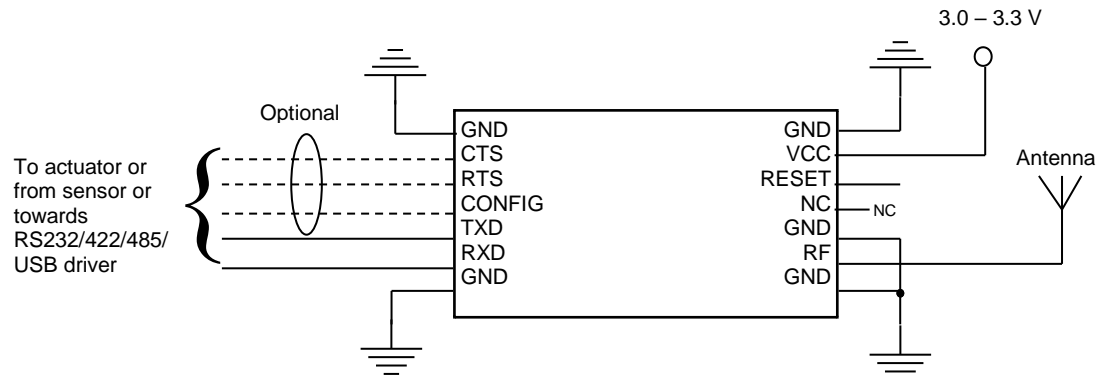 3.0 – 3.3 V
Optional
GND
CTS
RTS
CONFIG
TXD
RXD
GND
GND
VCC
RESET
NC
NC
GND
RF
GND
Antenna
To actuator or
from sensor or
towards
RS232/422/485/
USB driver